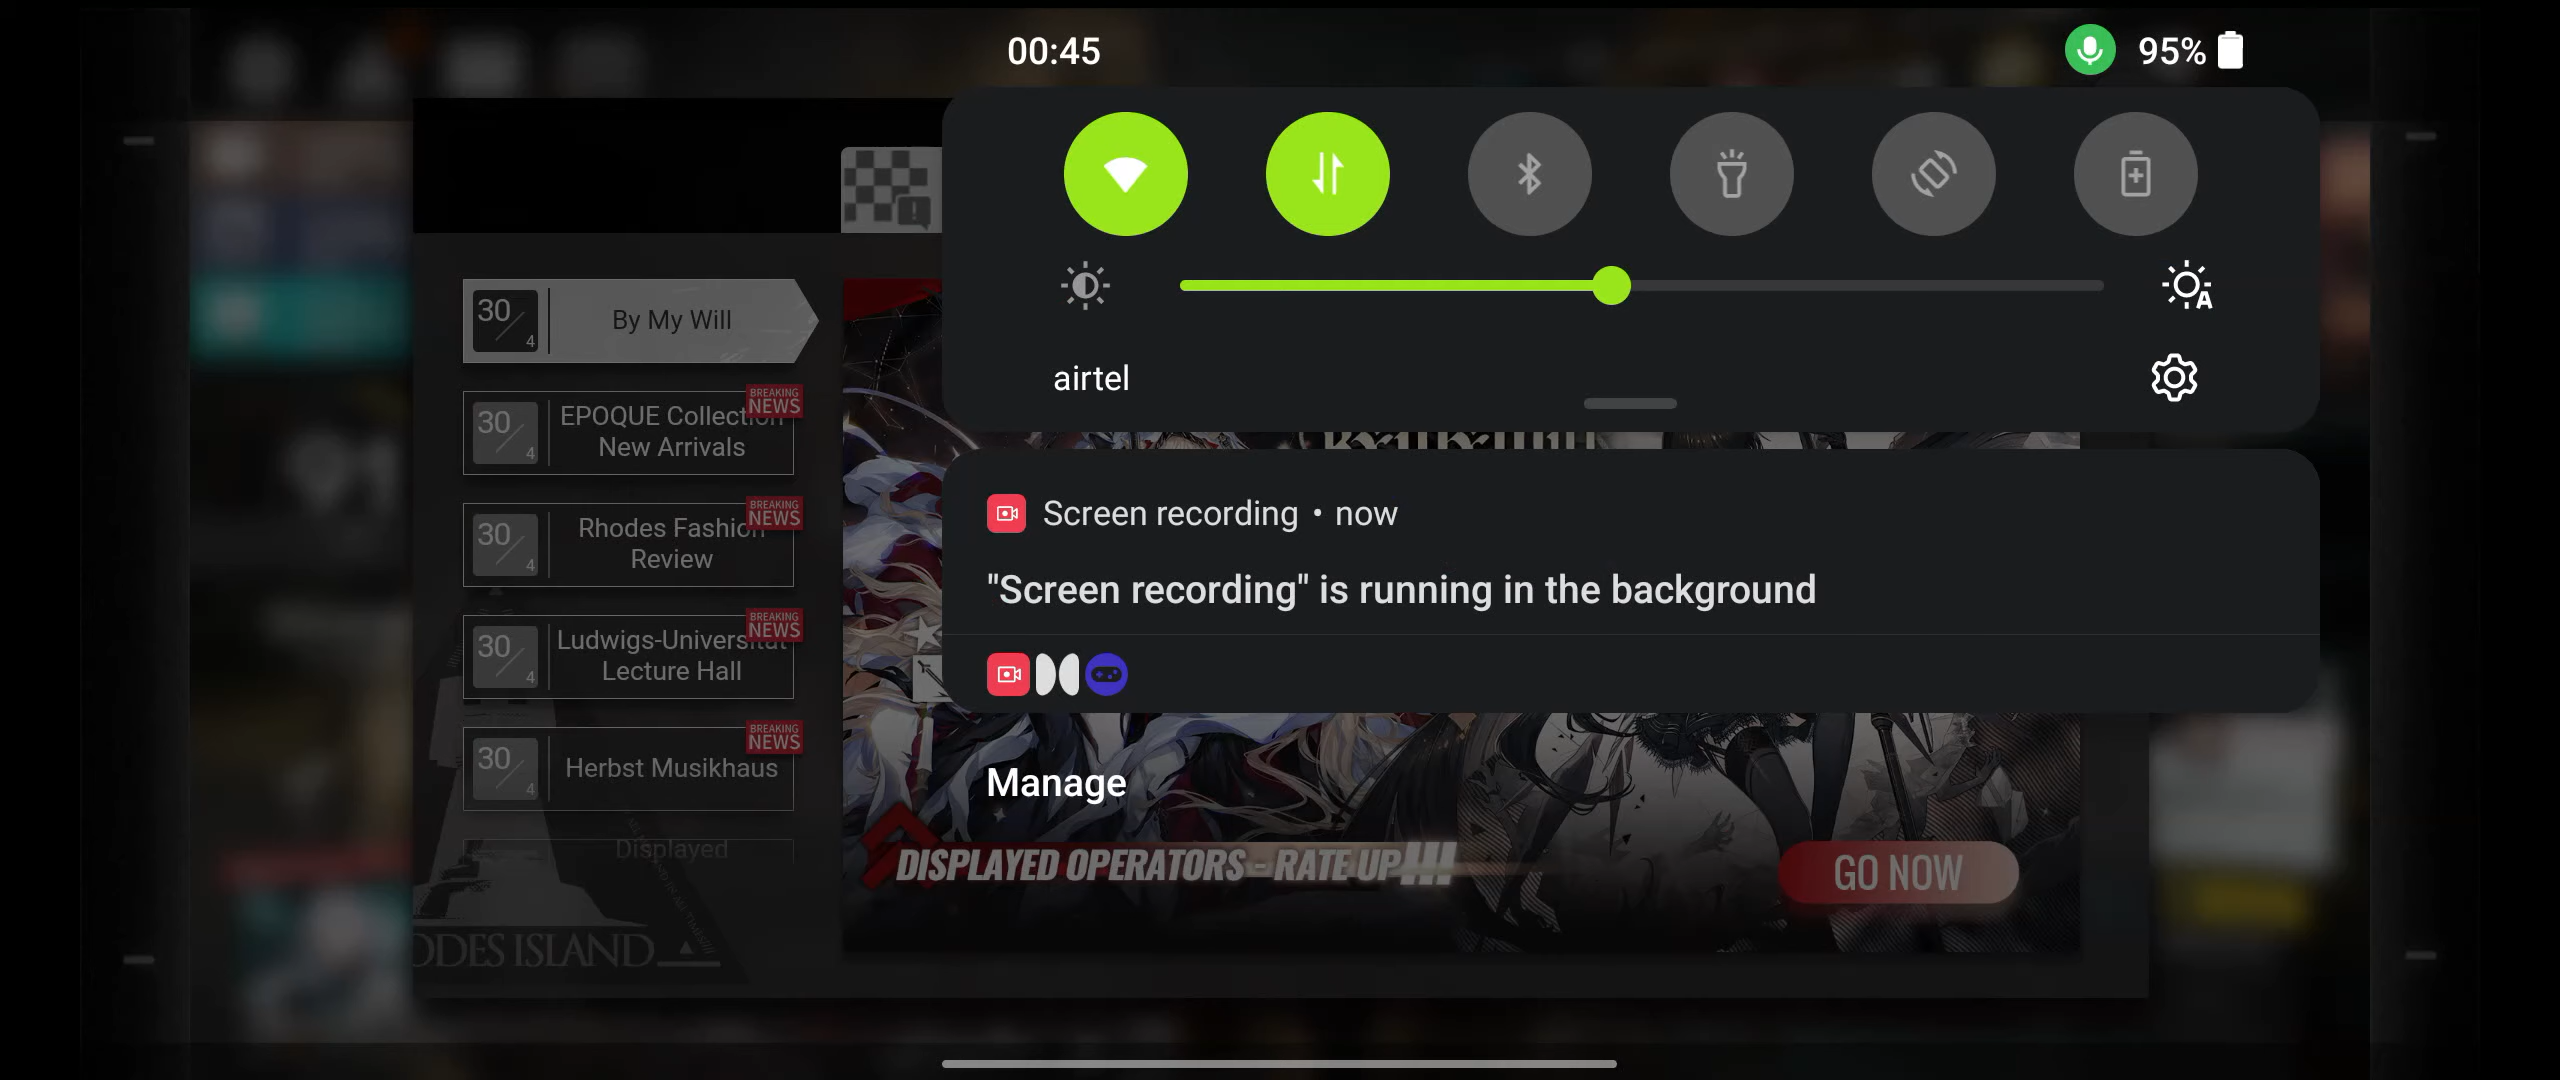 00:45
95%
airtel
Screen recording • now
"Screen recording" is running in the background
Manage
30
4
By My Will
30
4
EPOQUE Collection
New Arrivals
BREAKING
NEWS
30
4
Rhodes Fashion
Review
BREAKING
NEWS
30
4
Ludwigs-Universität
Lecture Hall
BREAKING
NEWS
30
4
Herbst Musikhaus
BREAKING
NEWS
Displayed
ODES ISLAND
DISPLAYED OPERATORS - RATE UP!!!
GO NOW